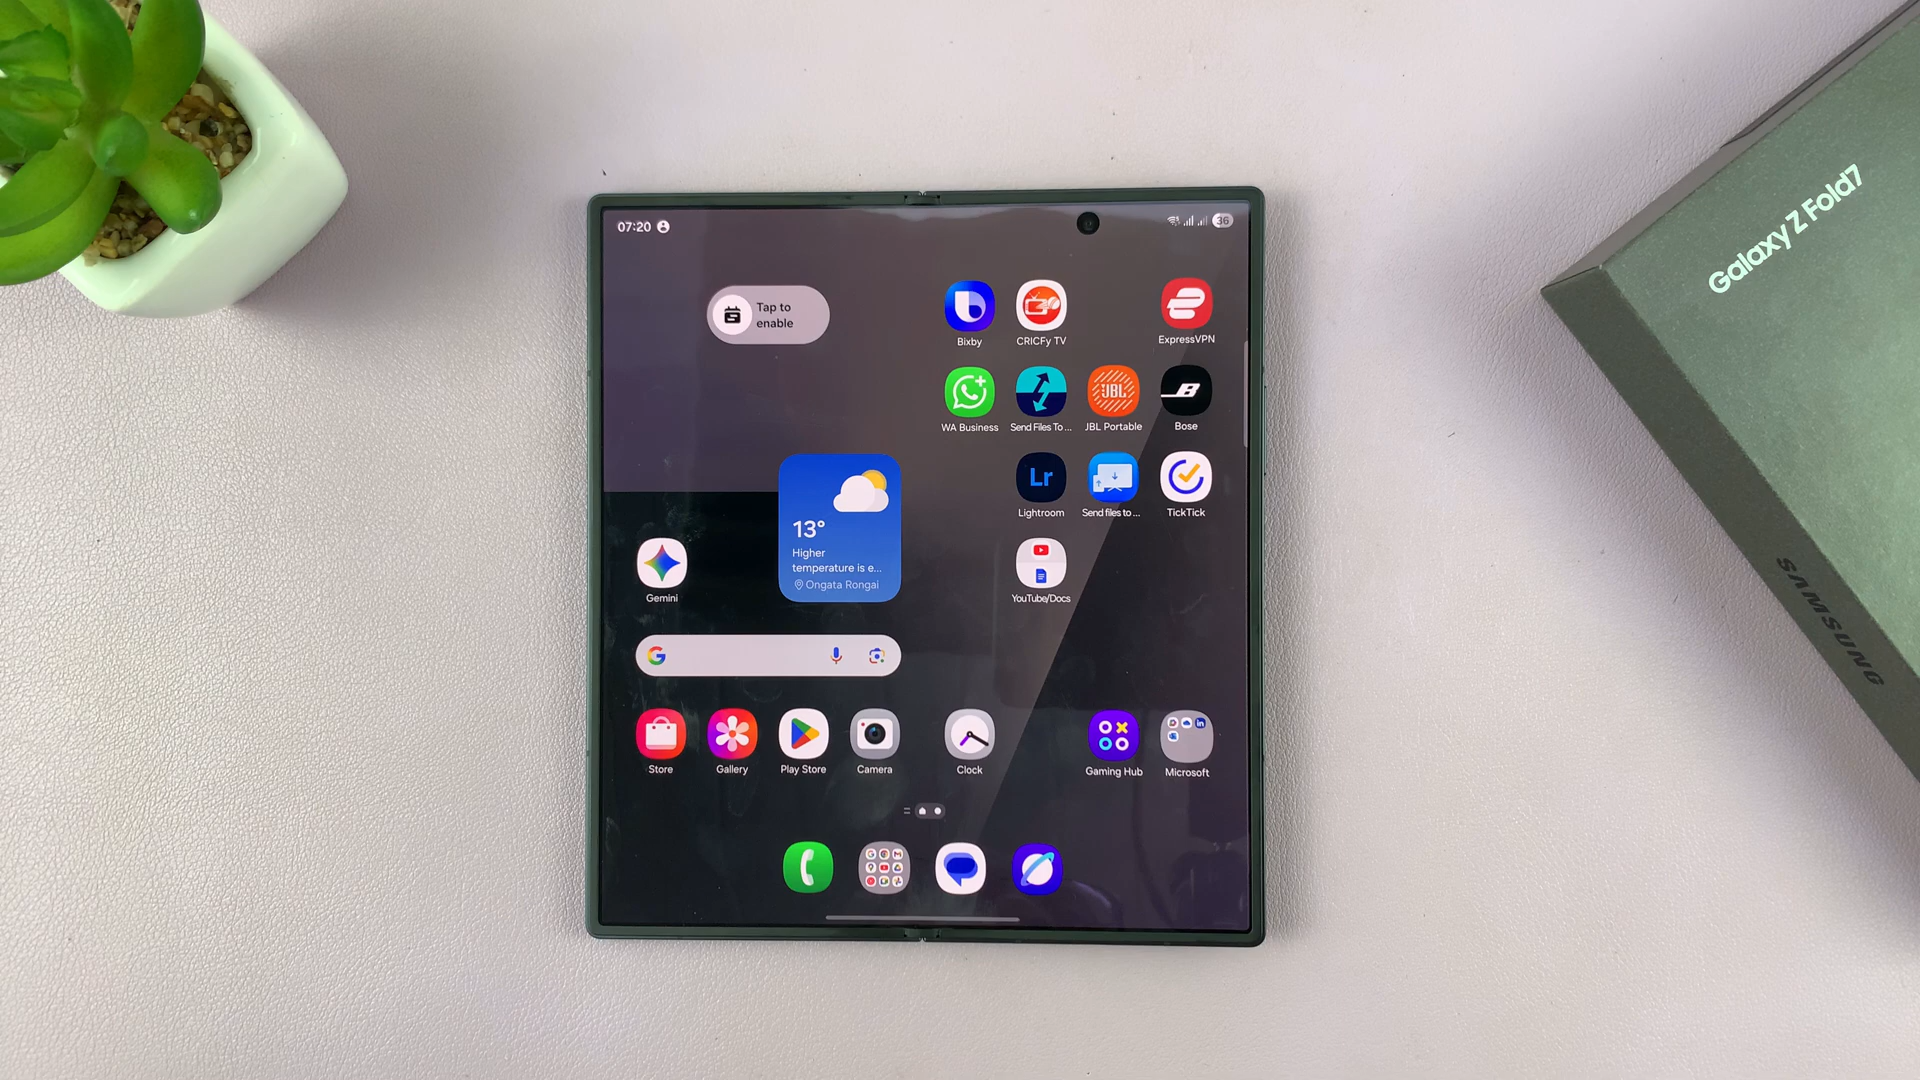 07:20
36
Tap to
enable
Bixby
CRICFy TV
ExpressVPN
WA Business
Send Files To ...
JBL
JBL Portable
Bose
13°
Higher
temperature is e...
Ongata Rongai
Lr
Lightroom
Send files to ...
TickTick
Gemini
YouTube/Docs
G
Store
Gallery
Play Store
Camera
Clock
Gaming Hub
Microsoft
Galaxy Z Fold7
SAMSUNG